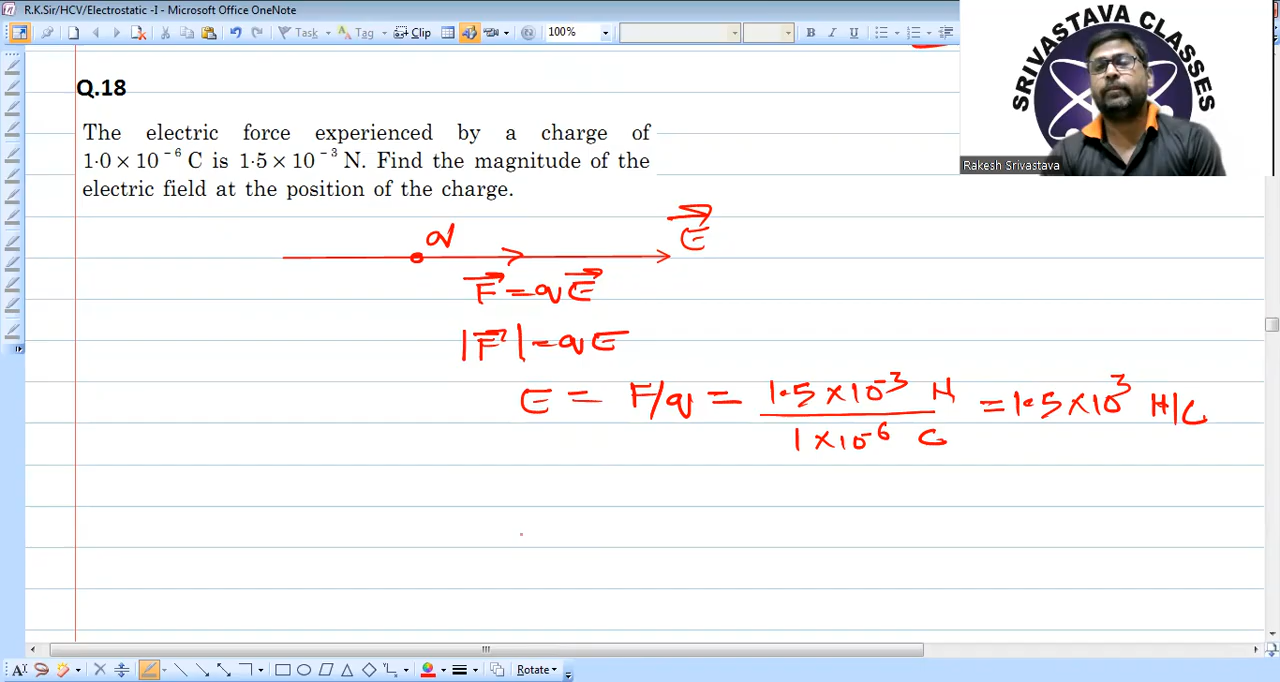 R.K.Sir/HCV/Electrostatic -I - Microsoft Office OneNote
Task
Tag
Clip
100%
B I U
SRIVASTAVA CLASSES
Rakesh Srivastava
Q.18
The electric force experienced by a charge of
1·0 × 10⁻⁶ C is 1·5 × 10⁻³ N. Find the magnitude of the
electric field at the position of the charge.
q
E⃗
F⃗ = qE⃗
|F⃗| = qE
E = F/q = 1.5×10⁻³ N / 1×10⁻⁶ C = 1.5×10³ N/C
Rotate